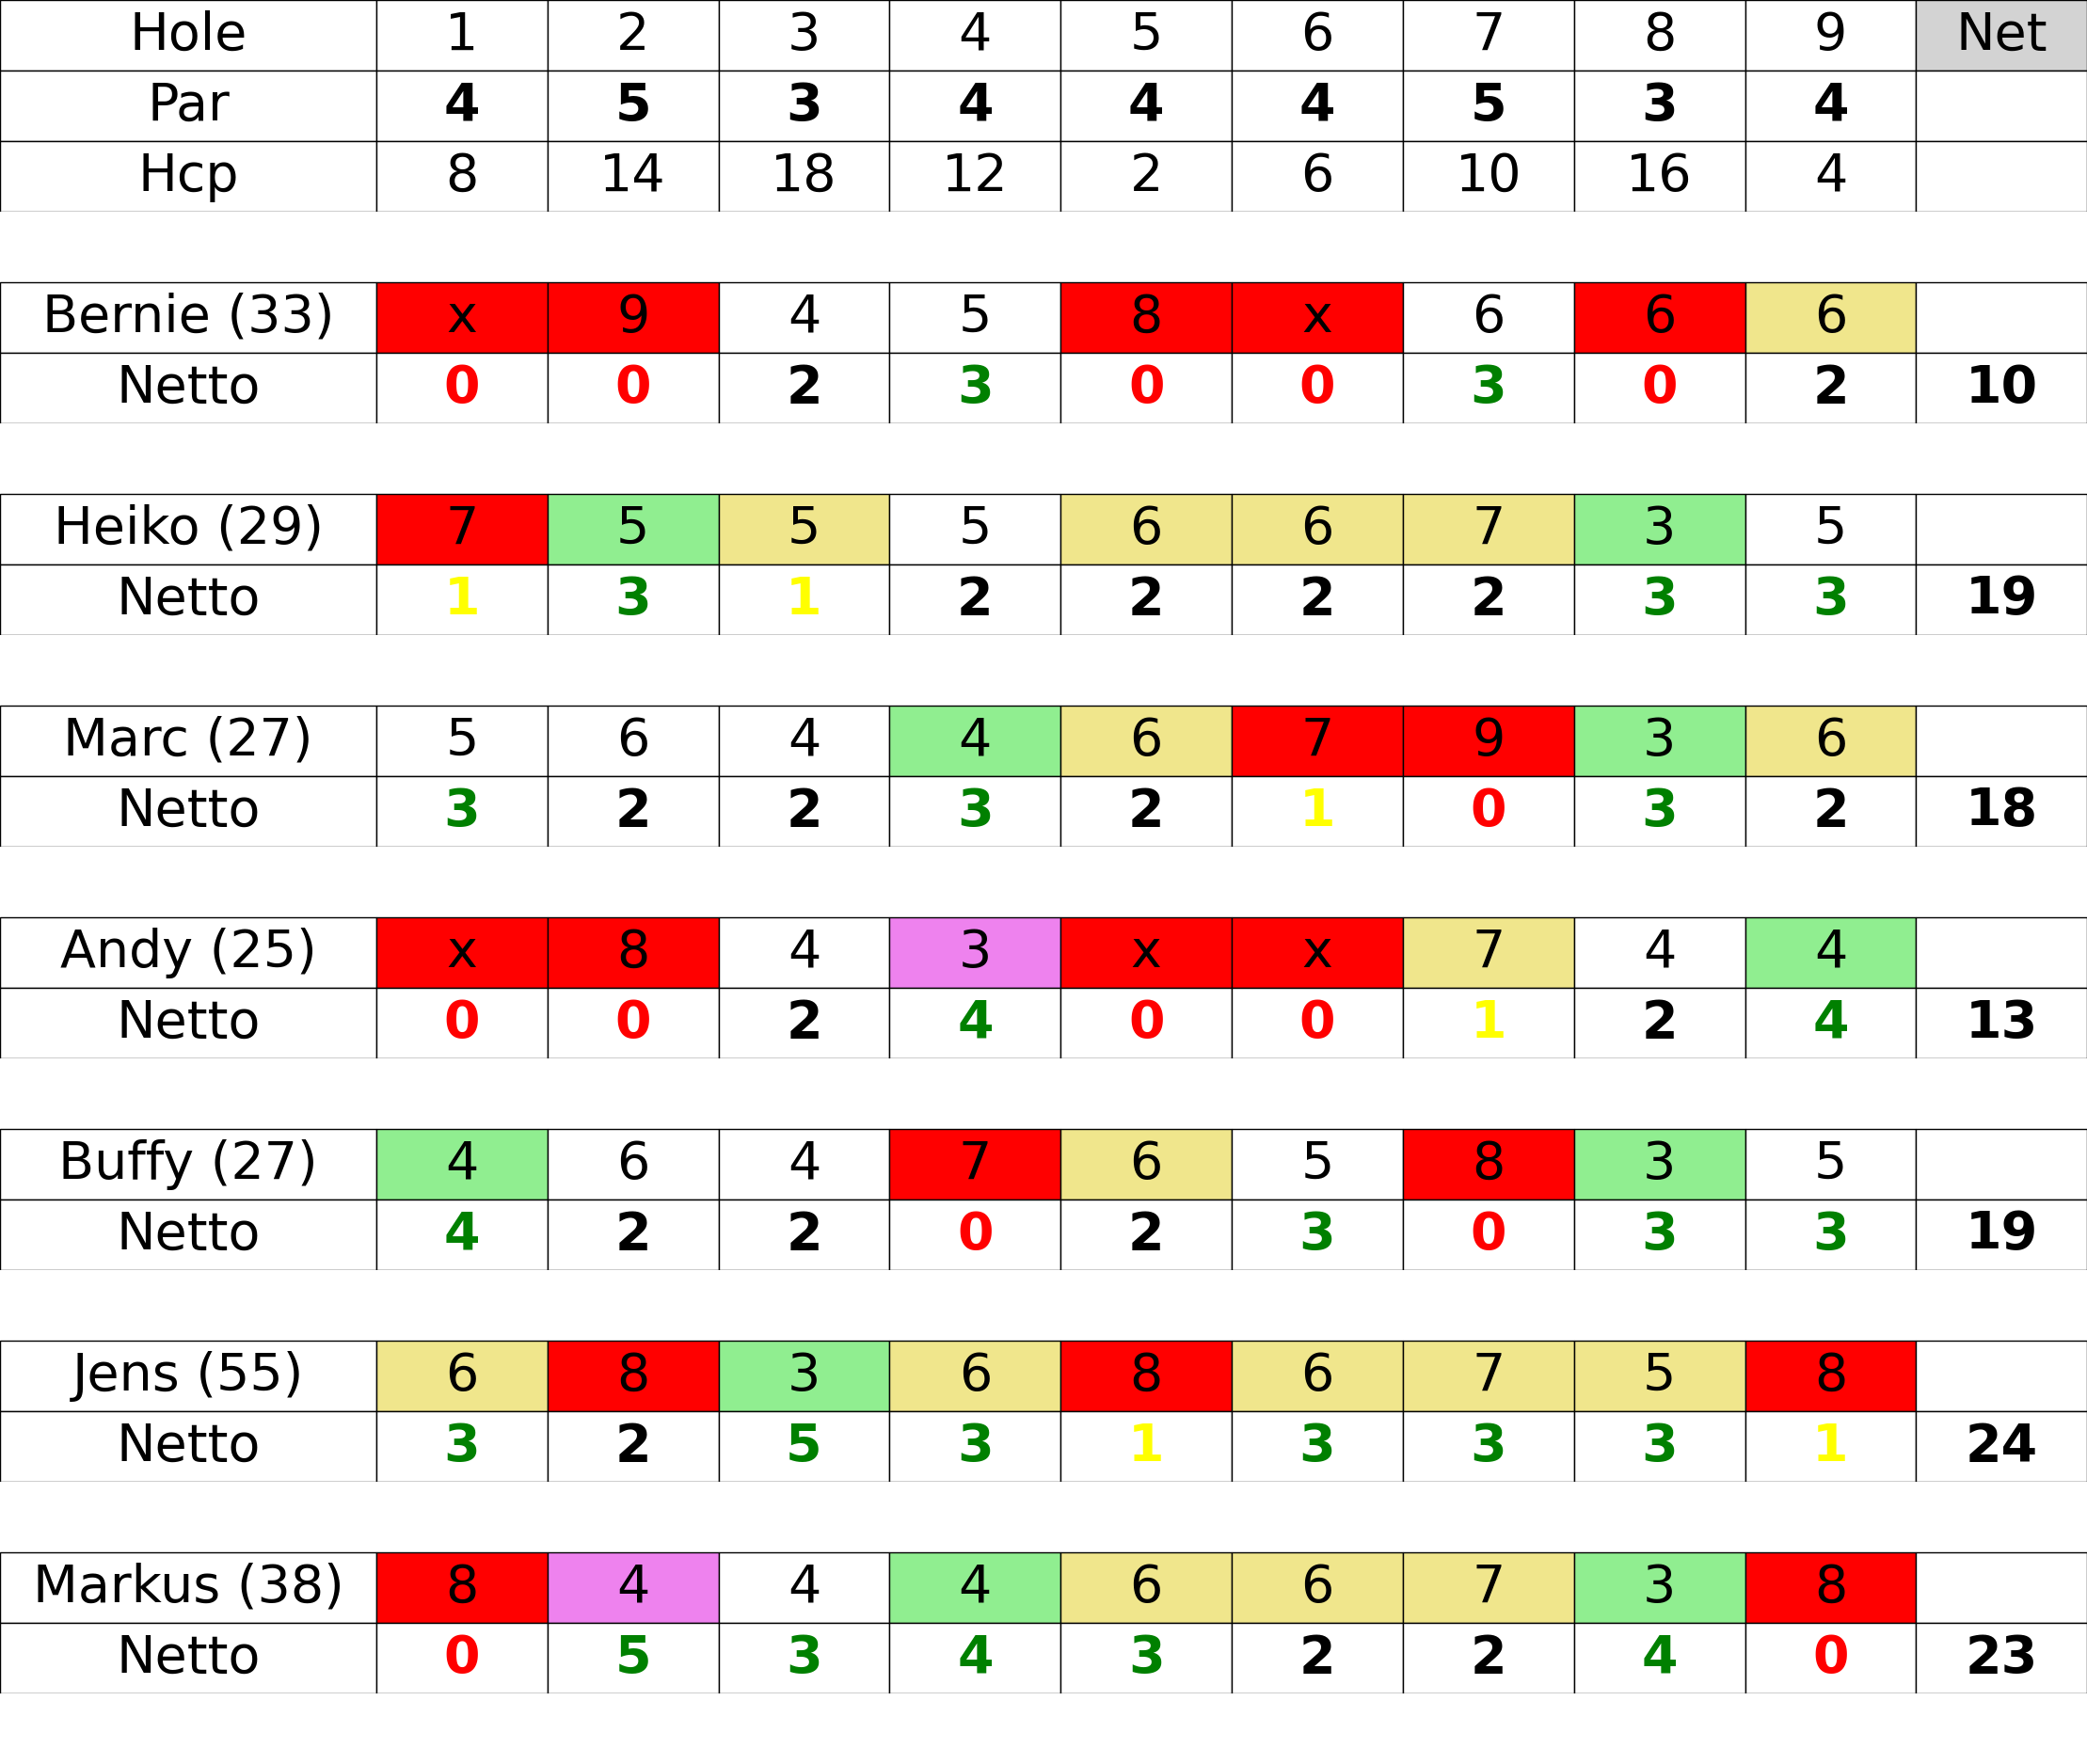 Hole 1 2 3 4 5 6 7 8 9 Net
Par 4 5 3 4 4 4 5 3 4
Hcp 8 14 18 12 2 6 10 16 4
Bernie (33) x 9 4 5 8 x 6 6 6
Netto 0 0 2 3 0 0 3 0 2 10
Heiko (29) 7 5 5 5 6 6 7 3 5
Netto 1 3 1 2 2 2 2 3 3 19
Marc (27) 5 6 4 4 6 7 9 3 6
Netto 3 2 2 3 2 1 0 3 2 18
Andy (25) x 8 4 3 x x 7 4 4
Netto 0 0 2 4 0 0 1 2 4 13
Buffy (27) 4 6 4 7 6 5 8 3 5
Netto 4 2 2 0 2 3 0 3 3 19
Jens (55) 6 8 3 6 8 6 7 5 8
Netto 3 2 5 3 1 3 3 3 1 24
Markus (38) 8 4 4 4 6 6 7 3 8
Netto 0 5 3 4 3 2 2 4 0 23